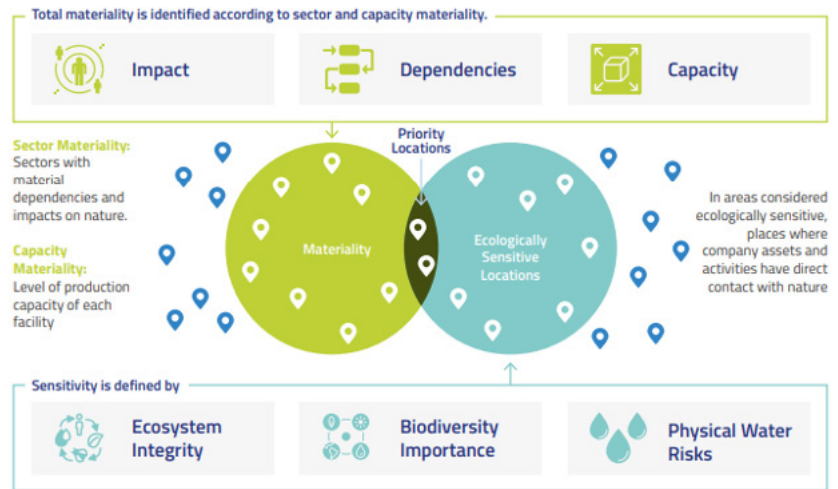 Total materiality is identified according to sector and capacity materiality.
Impact
Dependencies
Capacity
Priority
Locations
Sector Materiality:
Sectors with
material
dependencies and
impacts on nature.
Capacity
Materiality:
Level of production
capacity of each
facility
Materiality
Ecologically
Sensitive
Locations
In areas considered
ecologically sensitive,
places where
company assets and
activities have direct
contact with nature
Sensitivity is defined by
Ecosystem
Integrity
Biodiversity
Importance
Physical Water
Risks